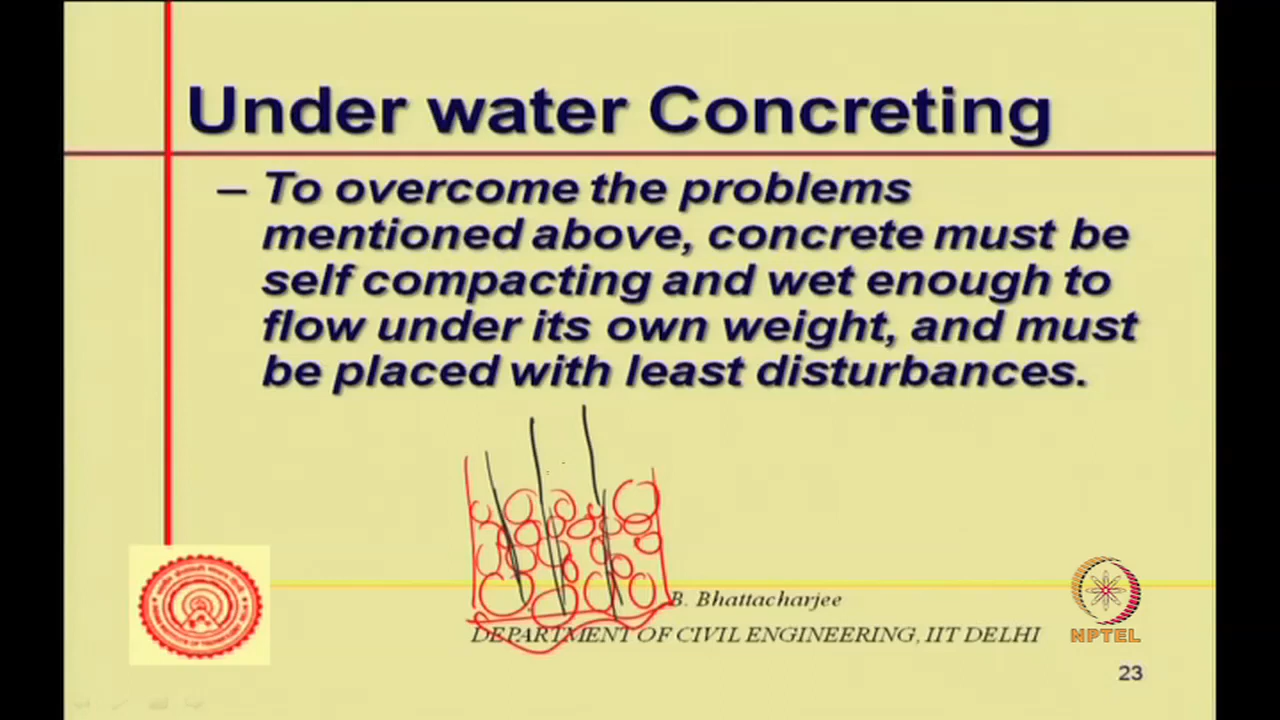 Under water Concreting
– To overcome the problems
mentioned above, concrete must be
self compacting and wet enough to
flow under its own weight, and must
be placed with least disturbances.
B. Bhattacharjee
DEPARTMENT OF CIVIL ENGINEERING, IIT DELHI
NPTEL
23